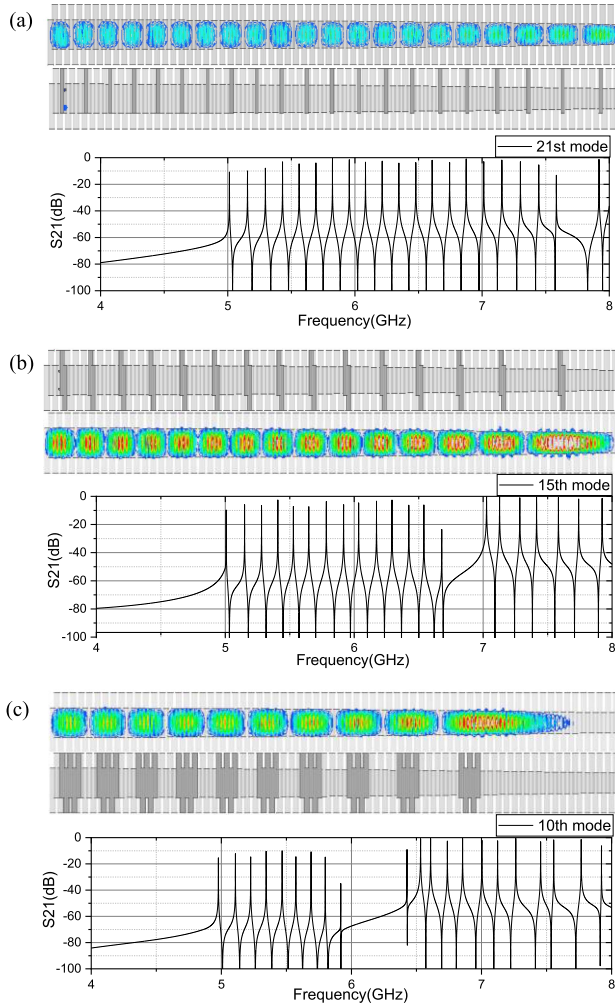 (a)
21st mode
0
-20
-40
-60
-80
-100
S21(dB)
4 5 6 7 8
Frequency(GHz)
(b)
15th mode
0
-20
-40
-60
-80
-100
S21(dB)
4 5 6 7 8
Frequency(GHz)
(c)
10th mode
0
-20
-40
-60
-80
-100
S21(dB)
4 5 6 7 8
Frequency(GHz)